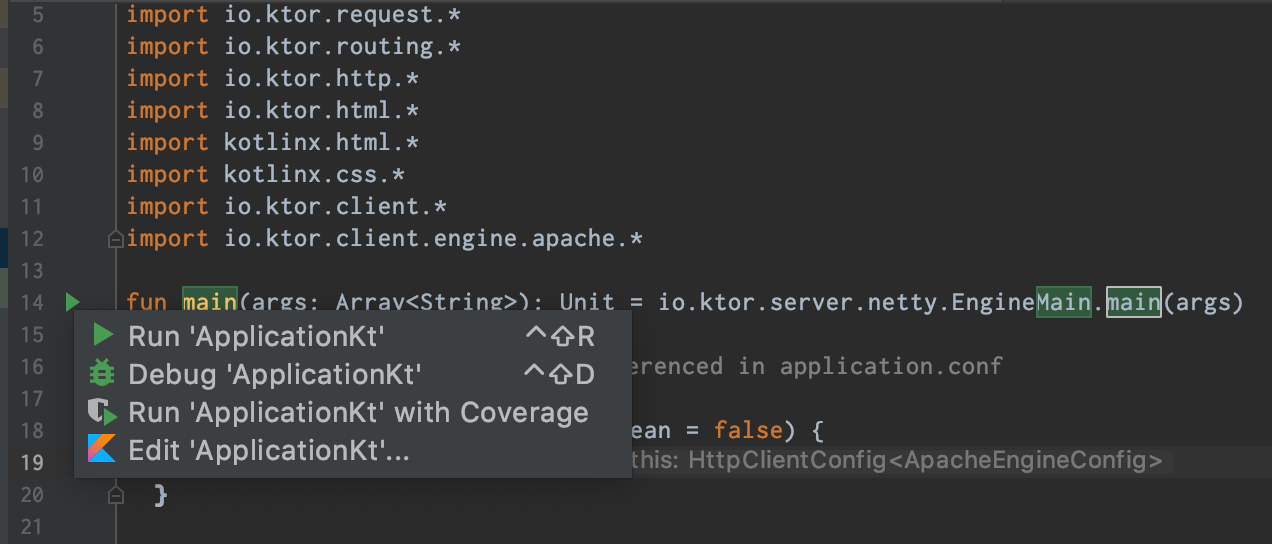 5 import io.ktor.request.*
6 import io.ktor.routing.*
7 import io.ktor.http.*
8 import io.ktor.html.*
9 import kotlinx.html.*
10 import kotlinx.css.*
11 import io.ktor.client.*
12 import io.ktor.client.engine.apache.*
13
14 fun main(args: Array<String>): Unit = io.ktor.server.netty.EngineMain.main(args)
15 Run 'ApplicationKt' ^⇧R
16 Debug 'ApplicationKt' ^⇧D erenced in application.conf
17 Run 'ApplicationKt' with Coverage
18 Edit 'ApplicationKt'... ean = false) {
19 this: HttpClientConfig<ApacheEngineConfig>
20 }
21